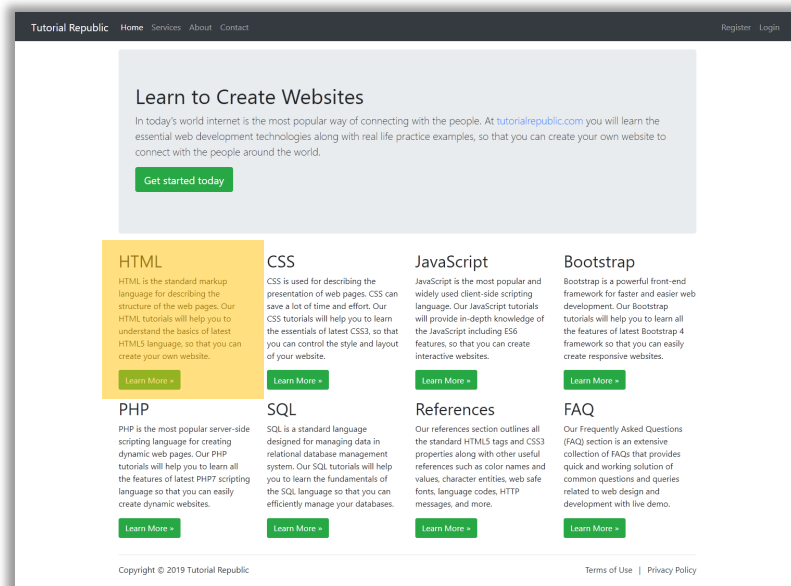 Tutorial Republic Home Services About Contact Register Login
Learn to Create Websites
In today's world internet is the most popular way of connecting with the people. At tutorialrepublic.com you will learn the
essential web development technologies along with real life practice examples, so that you can create your own website to
connect with the people around the world.
Get started today
HTML
HTML is the standard markup
language for describing the
structure of the web pages. Our
HTML tutorials will help you to
understand the basics of latest
HTML5 language, so that you can
create your own website.
Learn More »
CSS
CSS is used for describing the
presentation of web pages. CSS can
save a lot of time and effort. Our
CSS tutorials will help you to learn
the essentials of latest CSS3, so that
you can control the style and layout
of your website.
Learn More »
JavaScript
JavaScript is the most popular and
widely used client-side scripting
language. Our JavaScript tutorials
will provide in-depth knowledge of
the JavaScript including ES6
features, so that you can create
interactive websites.
Learn More »
Bootstrap
Bootstrap is a powerful front-end
framework for faster and easier web
development. Our Bootstrap
tutorials will help you to learn all
the features of latest Bootstrap 4
framework so that you can easily
create responsive websites.
Learn More »
PHP
PHP is the most popular server-side
scripting language for creating
dynamic web pages. Our PHP
tutorials will help you to learn all
the features of latest PHP7 scripting
language so that you can easily
create dynamic websites.
Learn More »
SQL
SQL is a standard language
designed for managing data in
relational database management
system. Our SQL tutorials will help
you to learn the fundamentals of
the SQL language so that you can
efficiently manage your databases.
Learn More »
References
Our references section outlines all
the standard HTML5 tags and CSS3
properties along with other useful
references such as color names and
values, character entities, web safe
fonts, language codes, HTTP
messages, and more.
Learn More »
FAQ
Our Frequently Asked Questions
(FAQ) section is an extensive
collection of FAQs that provides
quick and working solution of
common questions and queries
related to web design and
development with live demo.
Learn More »
Copyright © 2019 Tutorial Republic Terms of Use | Privacy Policy